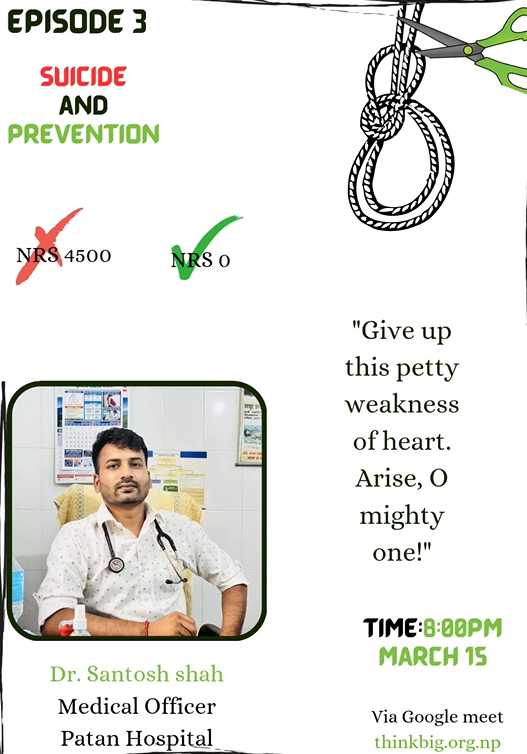 EPISODE 3
SUICIDE
AND
PREVENTION
NRS 4500
NRS 0
"Give up
this petty
weakness
of heart.
Arise, O
mighty
one!"
Dr. Santosh shah
Medical Officer
Patan Hospital
TIME:8:00PM
MARCH 15
Via Google meet
thinkbig.org.np